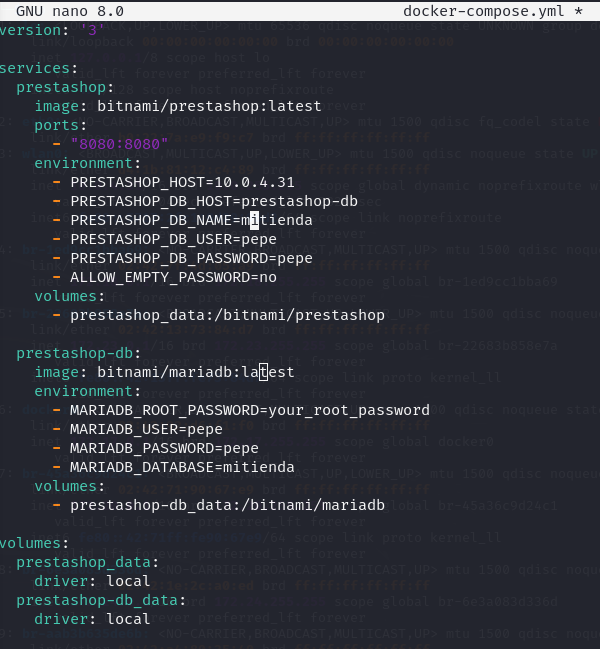 GNU nano 8.0 docker-compose.yml *
version: '3'

services:
  prestashop:
    image: bitnami/prestashop:latest
    ports:
      - "8080:8080"
    environment:
      - PRESTASHOP_HOST=10.0.4.31
      - PRESTASHOP_DB_HOST=prestashop-db
      - PRESTASHOP_DB_NAME=mitienda
      - PRESTASHOP_DB_USER=pepe
      - PRESTASHOP_DB_PASSWORD=pepe
      - ALLOW_EMPTY_PASSWORD=no
    volumes:
      - prestashop_data:/bitnami/prestashop

  prestashop-db:
    image: bitnami/mariadb:latest
    environment:
      - MARIADB_ROOT_PASSWORD=your_root_password
      - MARIADB_USER=pepe
      - MARIADB_PASSWORD=pepe
      - MARIADB_DATABASE=mitienda
    volumes:
      - prestashop-db_data:/bitnami/mariadb

volumes:
  prestashop_data:
    driver: local
  prestashop-db_data:
    driver: local